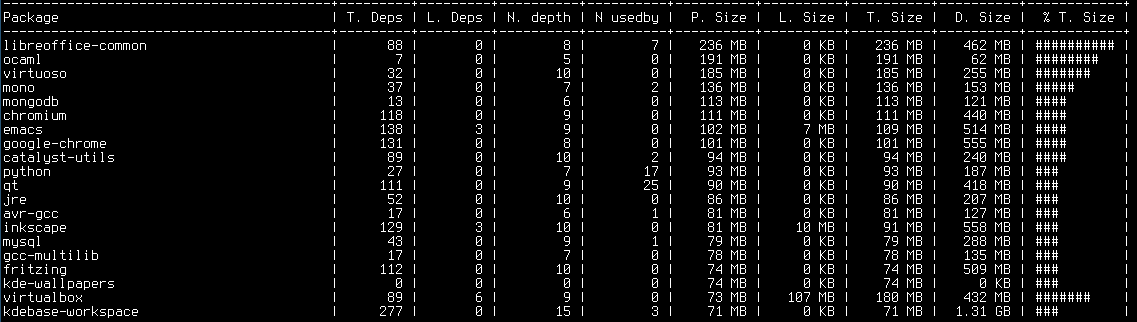 Package | T. Deps | L. Deps | N. depth | N usedby | P. Size | L. Size | T. Size | D. Size | % T. Size |
libreoffice-common | 88 | 0 | 8 | 7 | 236 MB | 0 KB | 236 MB | 462 MB | ########## |
ocaml | 7 | 0 | 5 | 0 | 191 MB | 0 KB | 191 MB | 62 MB | ######## |
virtuoso | 32 | 0 | 10 | 0 | 185 MB | 0 KB | 185 MB | 255 MB | ####### |
mono | 37 | 0 | 7 | 2 | 136 MB | 0 KB | 136 MB | 153 MB | ##### |
mongodb | 13 | 0 | 6 | 0 | 113 MB | 0 KB | 113 MB | 121 MB | #### |
chromium | 118 | 0 | 9 | 0 | 111 MB | 0 KB | 111 MB | 440 MB | #### |
emacs | 138 | 3 | 9 | 0 | 102 MB | 7 MB | 109 MB | 514 MB | #### |
google-chrome | 131 | 0 | 8 | 0 | 101 MB | 0 KB | 101 MB | 555 MB | #### |
catalyst-utils | 89 | 0 | 10 | 2 | 94 MB | 0 KB | 94 MB | 240 MB | #### |
python | 27 | 0 | 7 | 17 | 93 MB | 0 KB | 93 MB | 187 MB | ### |
qt | 111 | 0 | 9 | 25 | 90 MB | 0 KB | 90 MB | 418 MB | ### |
jre | 52 | 0 | 10 | 0 | 86 MB | 0 KB | 86 MB | 207 MB | ### |
avr-gcc | 17 | 0 | 6 | 1 | 81 MB | 0 KB | 81 MB | 127 MB | ### |
inkscape | 129 | 3 | 10 | 0 | 81 MB | 10 MB | 91 MB | 558 MB | ### |
mysql | 43 | 0 | 9 | 1 | 79 MB | 0 KB | 79 MB | 288 MB | ### |
gcc-multilib | 17 | 0 | 7 | 0 | 78 MB | 0 KB | 78 MB | 135 MB | ### |
fritzing | 112 | 0 | 10 | 0 | 74 MB | 0 KB | 74 MB | 509 MB | ### |
kde-wallpapers | 0 | 0 | 0 | 0 | 74 MB | 0 KB | 74 MB | 0 KB | ### |
virtualbox | 89 | 6 | 9 | 0 | 73 MB | 107 MB | 180 MB | 432 MB | ####### |
kdebase-workspace | 277 | 0 | 15 | 3 | 71 MB | 0 KB | 71 MB | 1.31 GB | ### |